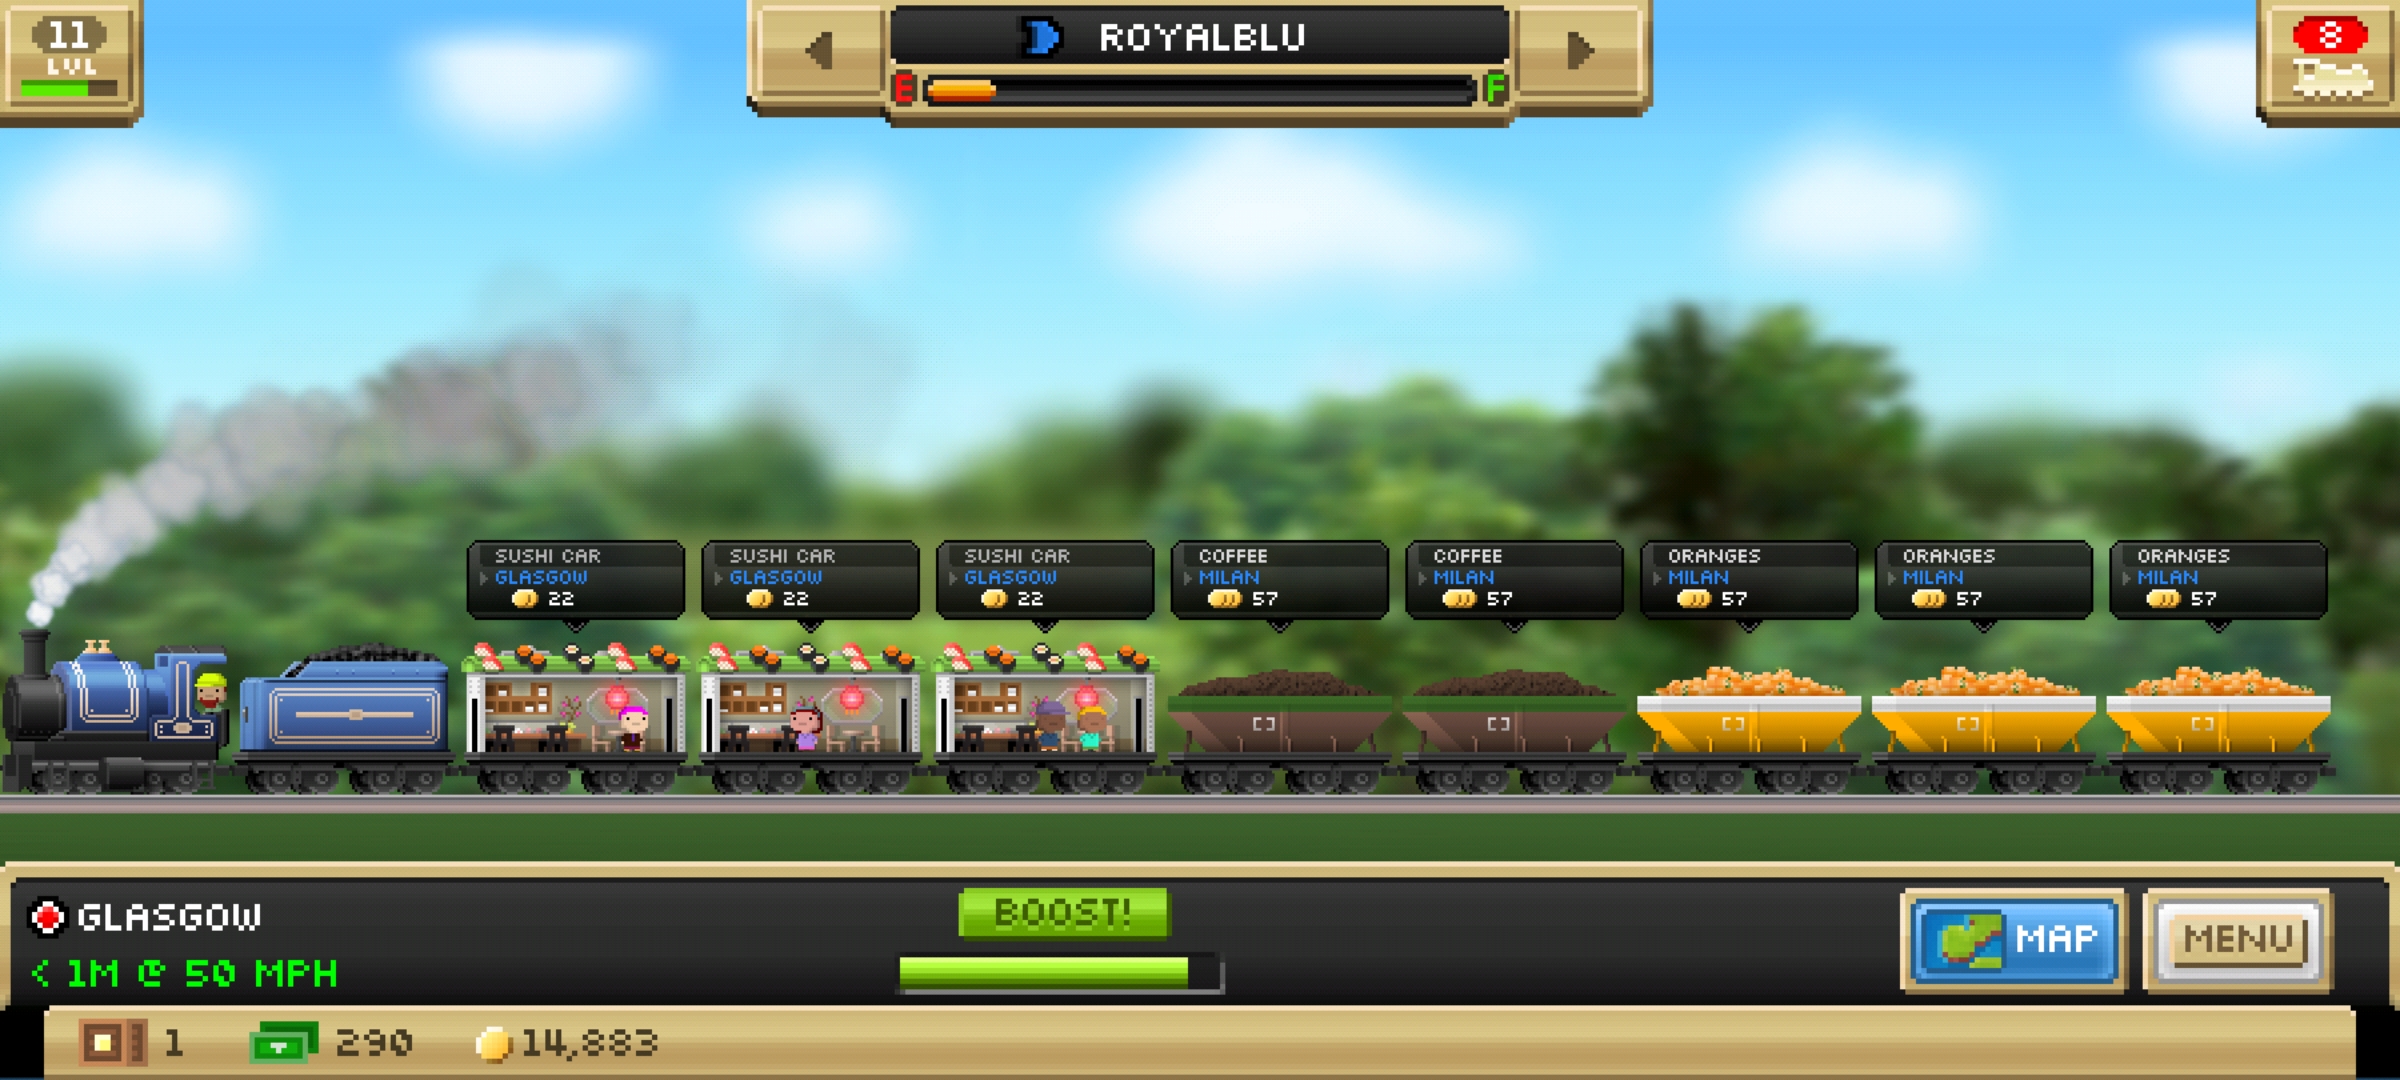 11
LVL
ROYALBLU
E F
8
SUSHI CAR
GLASGOW
22
SUSHI CAR
GLASGOW
22
SUSHI CAR
GLASGOW
22
COFFEE
MILAN
57
COFFEE
MILAN
57
ORANGES
MILAN
57
ORANGES
MILAN
57
ORANGES
MILAN
57
GLASGOW
< 1M @ 50 MPH
BOOST!
MAP
MENU
1 290 14,883